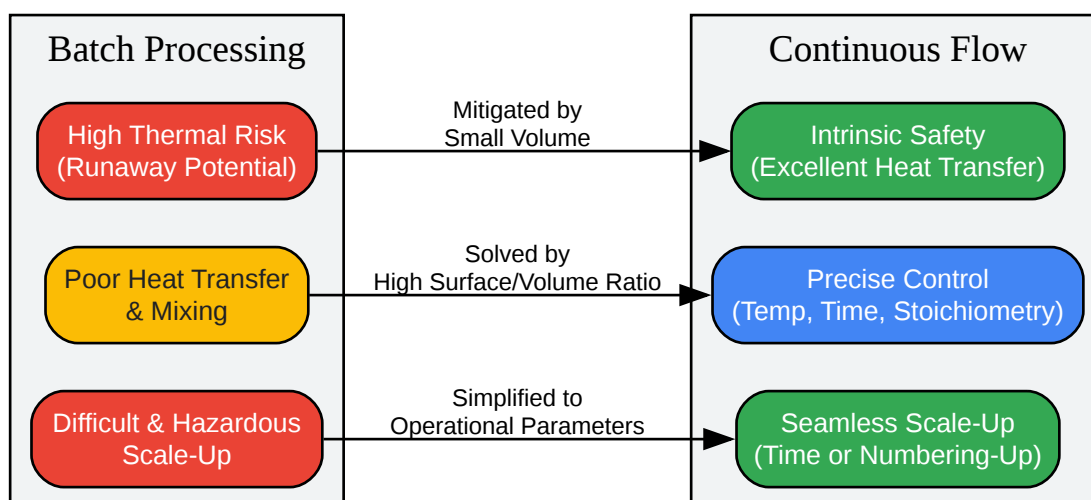 Batch Processing
Continuous Flow
High Thermal Risk
(Runaway Potential)
Mitigated by
Small Volume
Intrinsic Safety
(Excellent Heat Transfer)
Poor Heat Transfer
& Mixing
Solved by
High Surface/Volume Ratio
Precise Control
(Temp, Time, Stoichiometry)
Difficult & Hazardous
Scale-Up
Simplified to
Operational Parameters
Seamless Scale-Up
(Time or Numbering-Up)